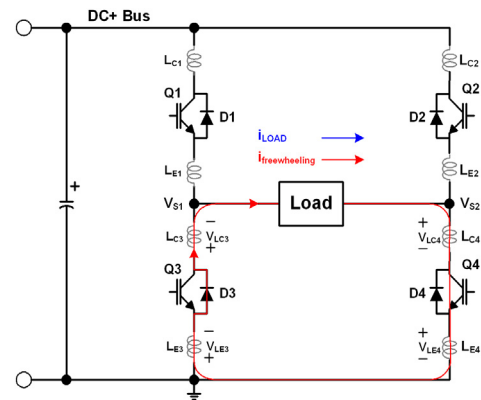 DC+ Bus
LC1
LC2
Q1
Q2
D1
D2
iLOAD
ifreewheeling
LE1
LE2
VS1
Load
VS2
LC3
−
VLC3
+
+
VLC4
−
LC4
Q3
Q4
D3
D4
LE3
−
VLE3
+
+
VLE4
−
LE4
+